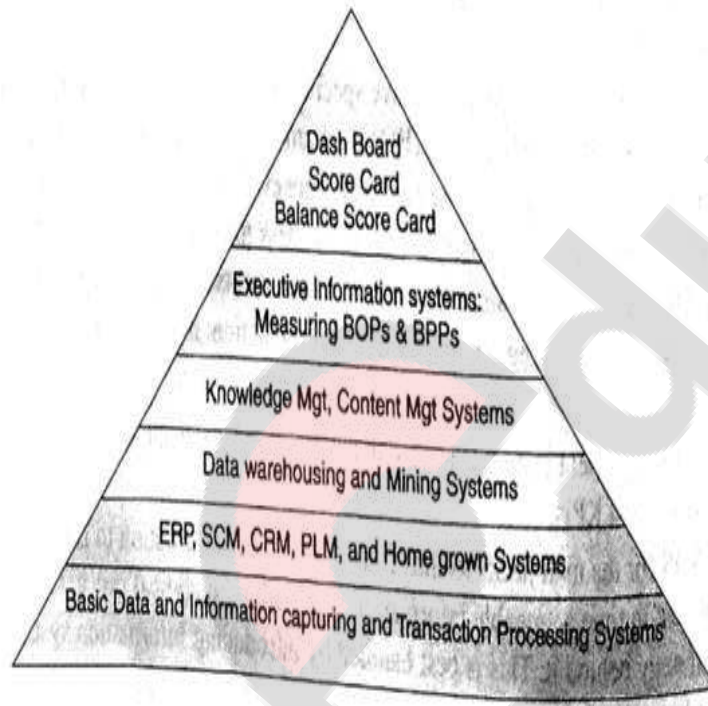 Dash Board
Score Card
Balance Score Card
Executive Information systems:
Measuring BOPs & BPPs
Knowledge Mgt, Content Mgt Systems
Data warehousing and Mining Systems
ERP, SCM, CRM, PLM, and Home grown Systems
Basic Data and Information capturing and Transaction Processing Systems